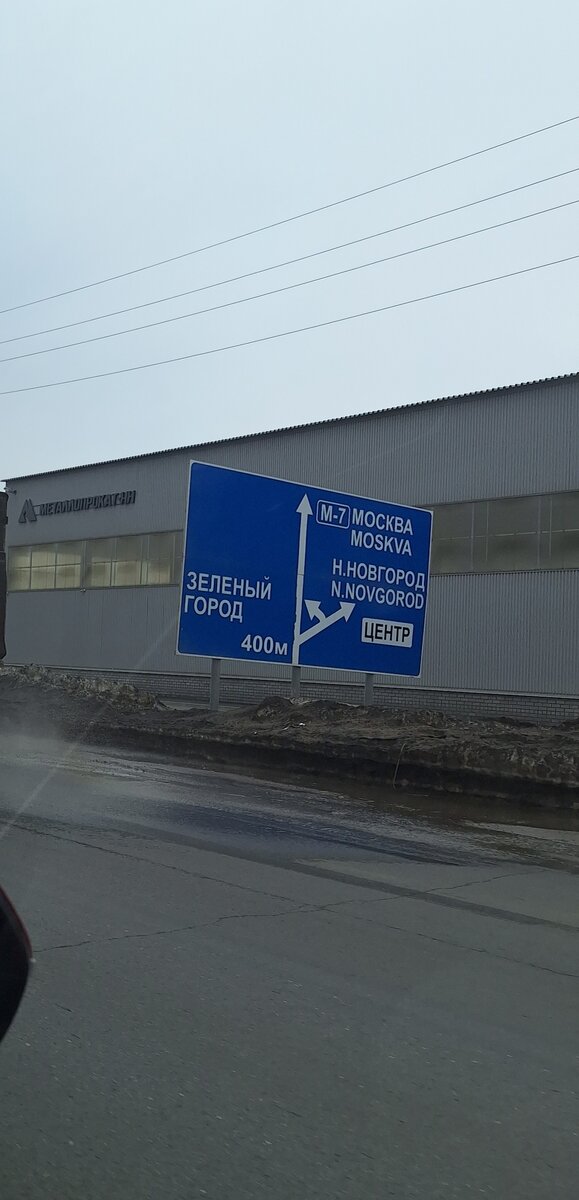 МЕТАЛЛОПРОКАТ-НН
М-7 МОСКВА
MOSKVA
Н.НОВГОРОД
N.NOVGOROD
ЦЕНТР
ЗЕЛЕНЫЙ
ГОРОД
400м